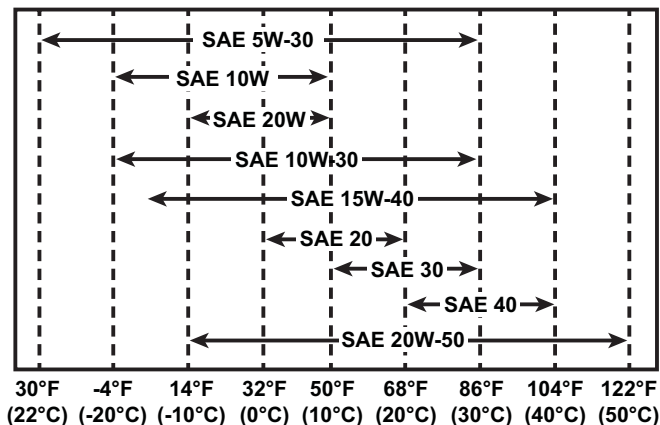 SAE 5W-30
SAE 10W
SAE 20W
SAE 10W-30
SAE 15W-40
SAE 20
SAE 30
SAE 40
SAE 20W-50
30°F -4°F 14°F 32°F 50°F 68°F 86°F 104°F 122°F
(22°C) (-20°C) (-10°C) (0°C) (10°C) (20°C) (30°C) (40°C) (50°C)